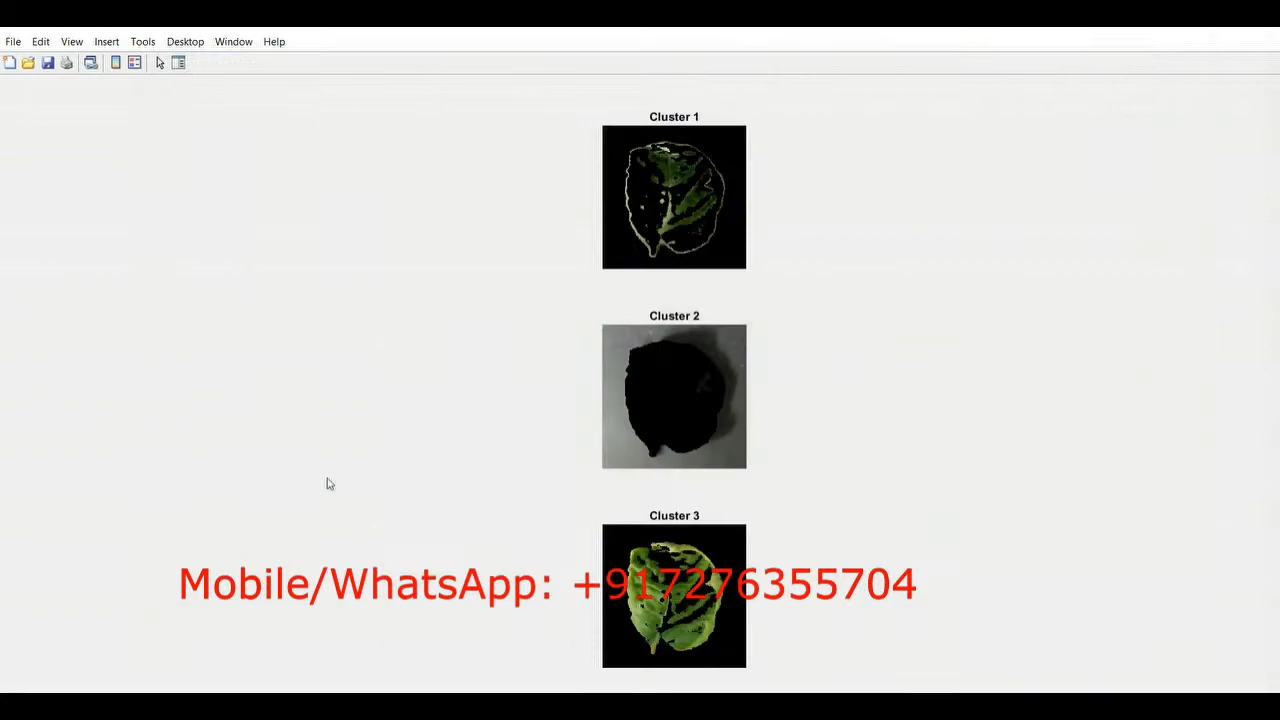 File Edit View Insert Tools Desktop Window Help
Cluster 1
Cluster 2
Cluster 3
Mobile/WhatsApp: +917276355704